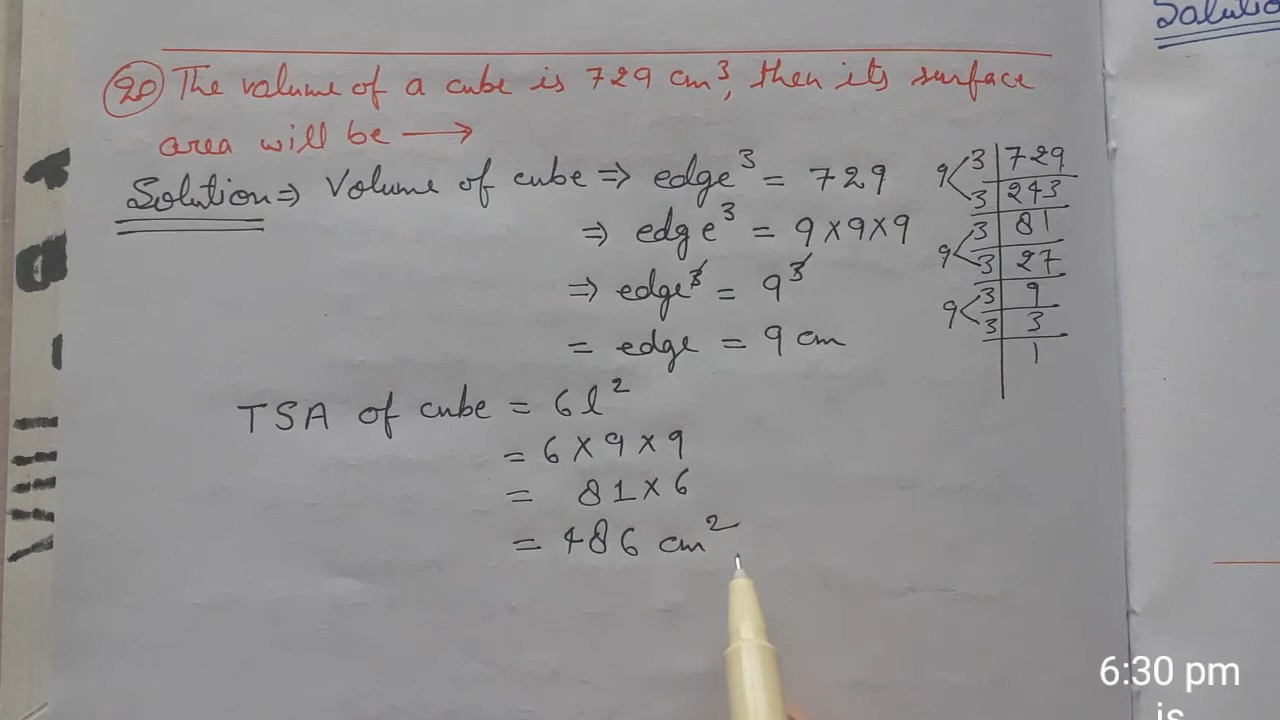 Solutio
20 The volume of a cube is 729 cm³, then its surface
area will be →
Solution ⇒ Volume of cube ⇒ edge³ = 729
⇒ edge³ = 9×9×9
⇒ edge³ = 9³
= edge = 9 cm
TSA of cube = 6l²
= 6×9×9
= 81×6
= 486 cm²
9 3 729
3 243
9 3 81
3 27
9 3 9
3 3
1
6:30 pm
is